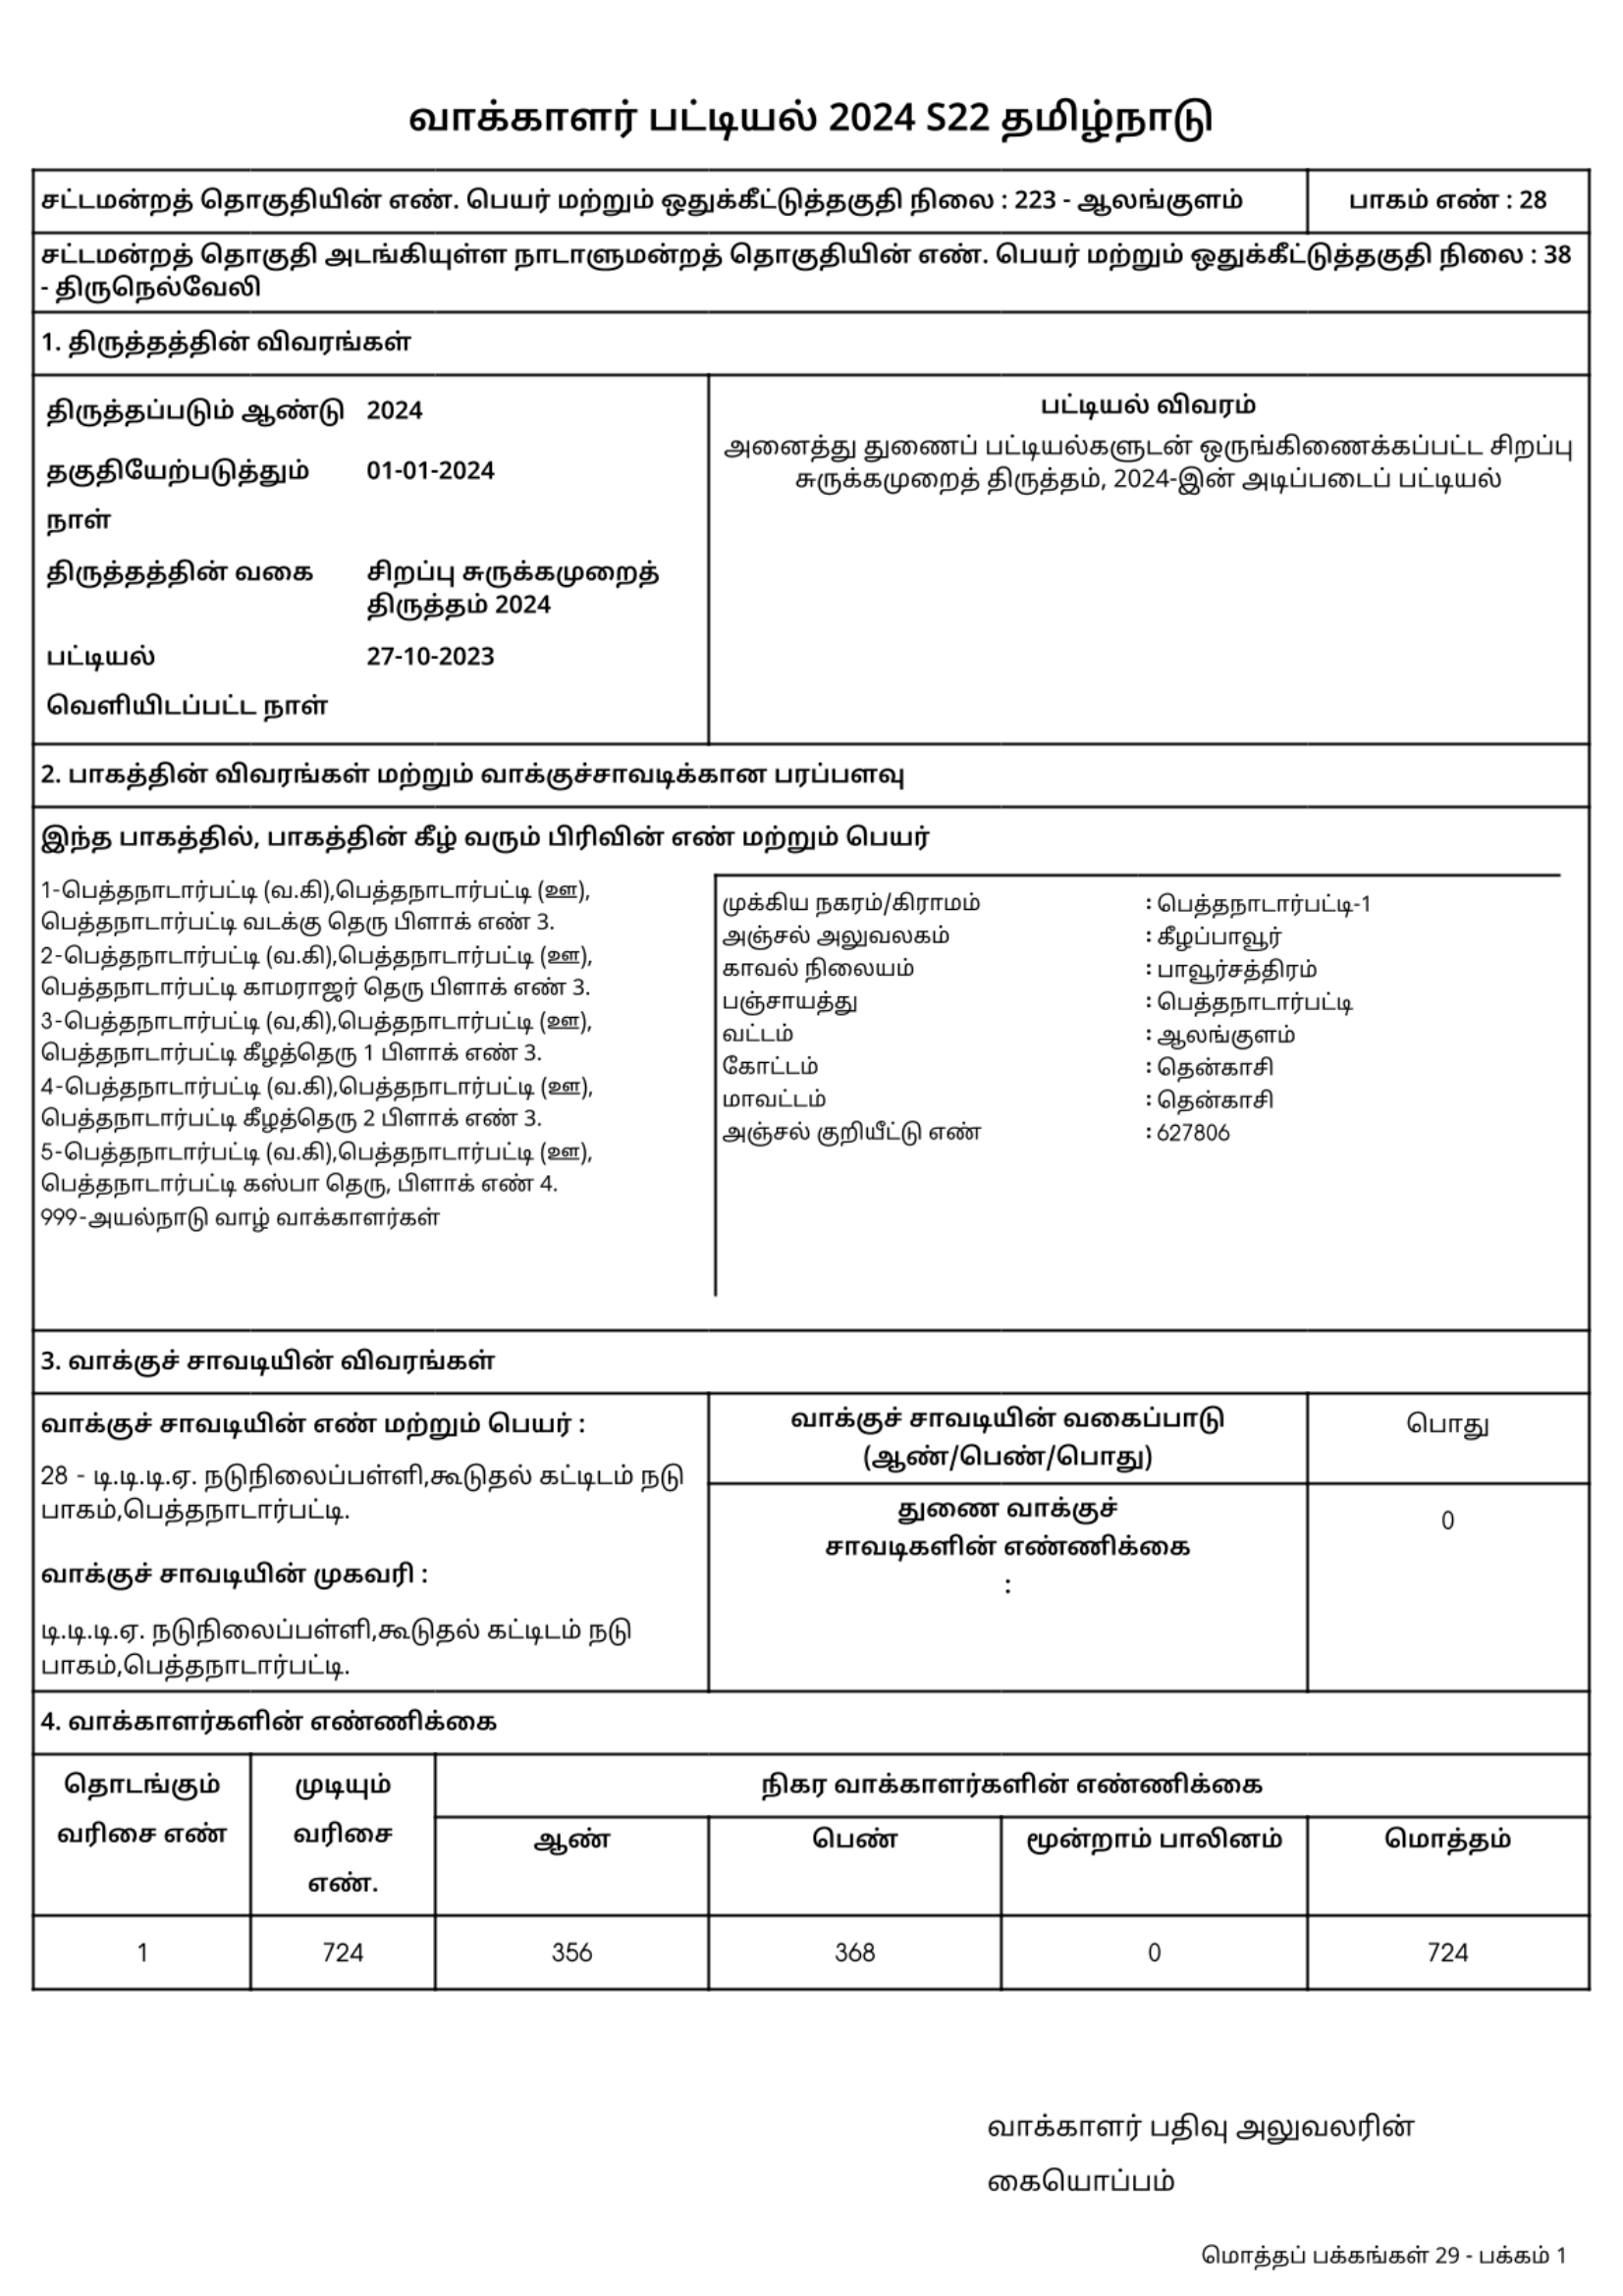 வாக்காளர் பட்டியல் 2024 S22 தமிழ்நாடு
சட்டமன்றத் தொகுதியின் எண். பெயர் மற்றும் ஒதுக்கீட்டுத்தகுதி நிலை : 223 - ஆலங்குளம்
பாகம் எண் : 28
சட்டமன்றத் தொகுதி அடங்கியுள்ள நாடாளுமன்றத் தொகுதியின் எண். பெயர் மற்றும் ஒதுக்கீட்டுத்தகுதி நிலை : 38
- திருநெல்வேலி
1. திருத்தத்தின் விவரங்கள்
திருத்தப்படும் ஆண்டு 2024
தகுதியேற்படுத்தும் 01-01-2024
நாள்
திருத்தத்தின் வகை சிறப்பு சுருக்கமுறைத்
திருத்தம் 2024
பட்டியல் 27-10-2023
வெளியிடப்பட்ட நாள்
பட்டியல் விவரம்
அனைத்து துணைப் பட்டியல்களுடன் ஒருங்கிணைக்கப்பட்ட சிறப்பு
சுருக்கமுறைத் திருத்தம், 2024-இன் அடிப்படைப் பட்டியல்
2. பாகத்தின் விவரங்கள் மற்றும் வாக்குச்சாவடிக்கான பரப்பளவு
இந்த பாகத்தில், பாகத்தின் கீழ் வரும் பிரிவின் எண் மற்றும் பெயர்
1-பெத்தநாடார்பட்டி (வ.கி),பெத்தநாடார்பட்டி (ஊ),
பெத்தநாடார்பட்டி வடக்கு தெரு பிளாக் எண் 3.
2-பெத்தநாடார்பட்டி (வ.கி),பெத்தநாடார்பட்டி (ஊ),
பெத்தநாடார்பட்டி காமராஜர் தெரு பிளாக் எண் 3.
3-பெத்தநாடார்பட்டி (வ,கி),பெத்தநாடார்பட்டி (ஊ),
பெத்தநாடார்பட்டி கீழத்தெரு 1 பிளாக் எண் 3.
4-பெத்தநாடார்பட்டி (வ.கி),பெத்தநாடார்பட்டி (ஊ),
பெத்தநாடார்பட்டி கீழத்தெரு 2 பிளாக் எண் 3.
5-பெத்தநாடார்பட்டி (வ.கி),பெத்தநாடார்பட்டி (ஊ),
பெத்தநாடார்பட்டி கஸ்பா தெரு, பிளாக் எண் 4.
999-அயல்நாடு வாழ் வாக்காளர்கள்
முக்கிய நகரம்/கிராமம் : பெத்தநாடார்பட்டி-1
அஞ்சல் அலுவலகம் : கீழப்பாவூர்
காவல் நிலையம் : பாவூர்சத்திரம்
பஞ்சாயத்து : பெத்தநாடார்பட்டி
வட்டம் : ஆலங்குளம்
கோட்டம் : தென்காசி
மாவட்டம் : தென்காசி
அஞ்சல் குறியீட்டு எண் : 627806
3. வாக்குச் சாவடியின் விவரங்கள்
வாக்குச் சாவடியின் எண் மற்றும் பெயர் :
28 - டி.டி.டி.ஏ. நடுநிலைப்பள்ளி,கூடுதல் கட்டிடம் நடு
பாகம்,பெத்தநாடார்பட்டி.
வாக்குச் சாவடியின் முகவரி :
டி.டி.டி.ஏ. நடுநிலைப்பள்ளி,கூடுதல் கட்டிடம் நடு
பாகம்,பெத்தநாடார்பட்டி.
வாக்குச் சாவடியின் வகைப்பாடு
(ஆண்/பெண்/பொது)
பொது
துணை வாக்குச்
சாவடிகளின் எண்ணிக்கை
:
0
4. வாக்காளர்களின் எண்ணிக்கை
தொடங்கும்
வரிசை எண்
முடியும்
வரிசை
எண்.
நிகர வாக்காளர்களின் எண்ணிக்கை
ஆண் பெண் மூன்றாம் பாலினம் மொத்தம்
1 724 356 368 0 724
வாக்காளர் பதிவு அலுவலரின்
கையொப்பம்
மொத்தப் பக்கங்கள் 29 - பக்கம் 1